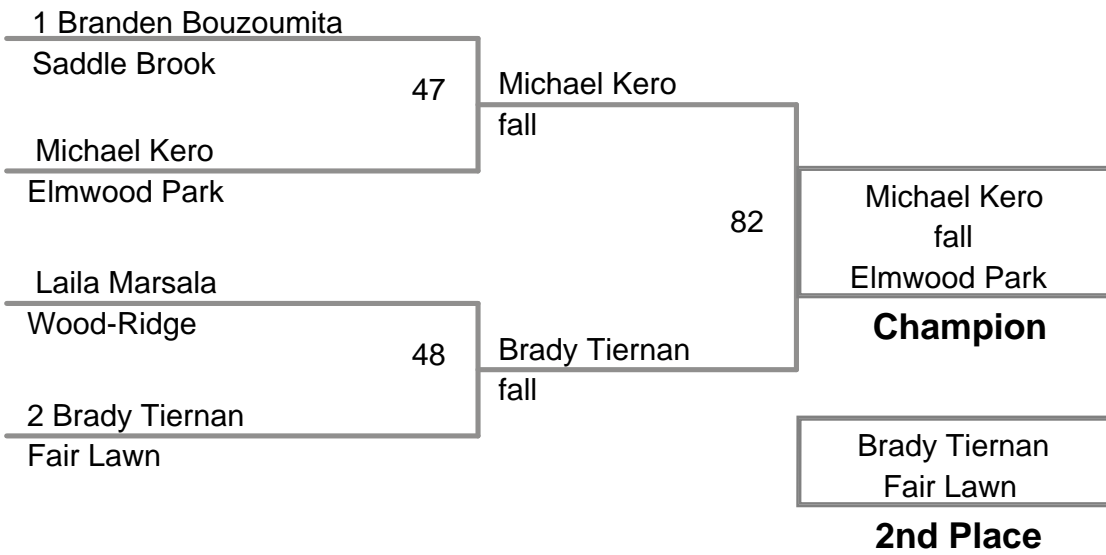 1 Branden Bouzoumita
Saddle Brook
47
Michael Kero
fall
Michael Kero
Elmwood Park
82
Michael Kero
fall
Elmwood Park
Champion
Laila Marsala
Wood-Ridge
48
Brady Tiernan
fall
2 Brady Tiernan
Fair Lawn
Brady Tiernan
Fair Lawn
2nd Place